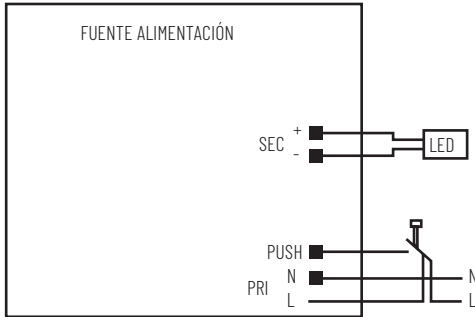 FUENTE ALIMENTACIÓN
SEC + LED
-
PUSH
PRI N N
L L